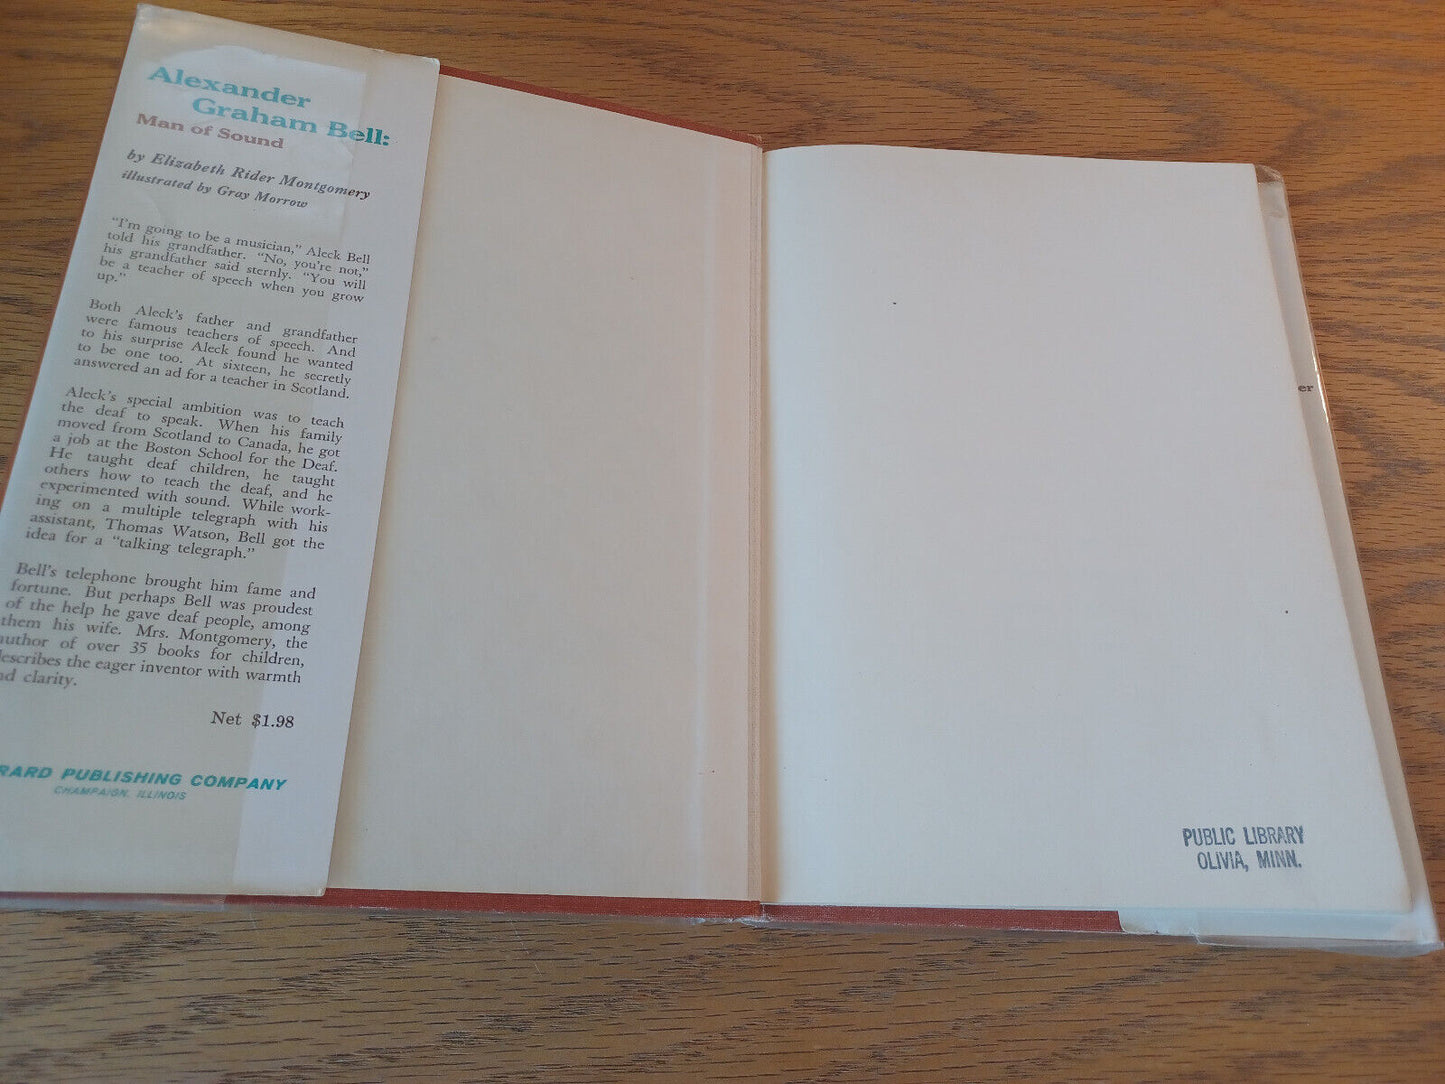 Alexander
Graham Bell:
Man of Sound
by Elizabeth Rider Montgomery
illustrated by Gray Morrow
“I’m going to be a musician,” Aleck Bell
told his grandfather. “No, you’re not,”
his grandfather said sternly. “You will
be a teacher of speech when you grow
up.”
Both Aleck’s father and grandfather
were famous teachers of speech. And
to his surprise Aleck found he wanted
to be one too. At sixteen, he secretly
answered an ad for a teacher in Scotland.
Aleck’s special ambition was to teach
the deaf to speak. When his family
moved from Scotland to Canada, he got
a job at the Boston School for the Deaf.
He taught deaf children, he taught
others how to teach the deaf, and he
experimented with sound. While work-
ing on a multiple telegraph with his
assistant, Thomas Watson, Bell got the
idea for a “talking telegraph.”
Bell’s telephone brought him fame and
fortune. But perhaps Bell was proudest
of the help he gave deaf people, among
them his wife. Mrs. Montgomery, the
author of over 35 books for children,
describes the eager inventor with warmth
nd clarity.
Net $1.98
RARD PUBLISHING COMPANY
CHAMPAIGN, ILLINOIS
er
PUBLIC LIBRARY
OLIVIA, MINN.